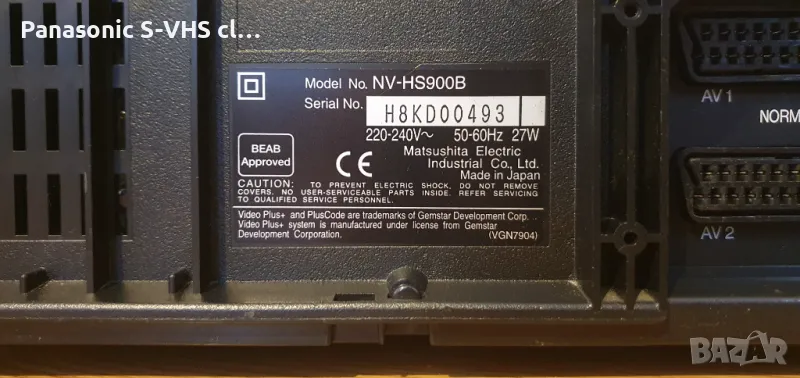 Panasonic S-VHS cl...
Model No. NV-HS900B
Serial No. H8KD00493
220-240V~ 50-60Hz 27W
BEAB
Approved
CE
Matsushita Electric
Industrial Co., Ltd.
Made in Japan
CAUTION: TO PREVENT ELECTRIC SHOCK, DO NOT REMOVE
COVERS. NO USER-SERVICEABLE PARTS INSIDE. REFER SERVICING
TO QUALIFIED SERVICE PERSONNEL.
Video Plus+ and PlusCode are trademarks of Gemstar Development Corp. ..
Video Plus+ system is manufactured under license from Gemstar
Development Corporation. (VGN7904)
AV 1
NORM
AV 2
BAZAR